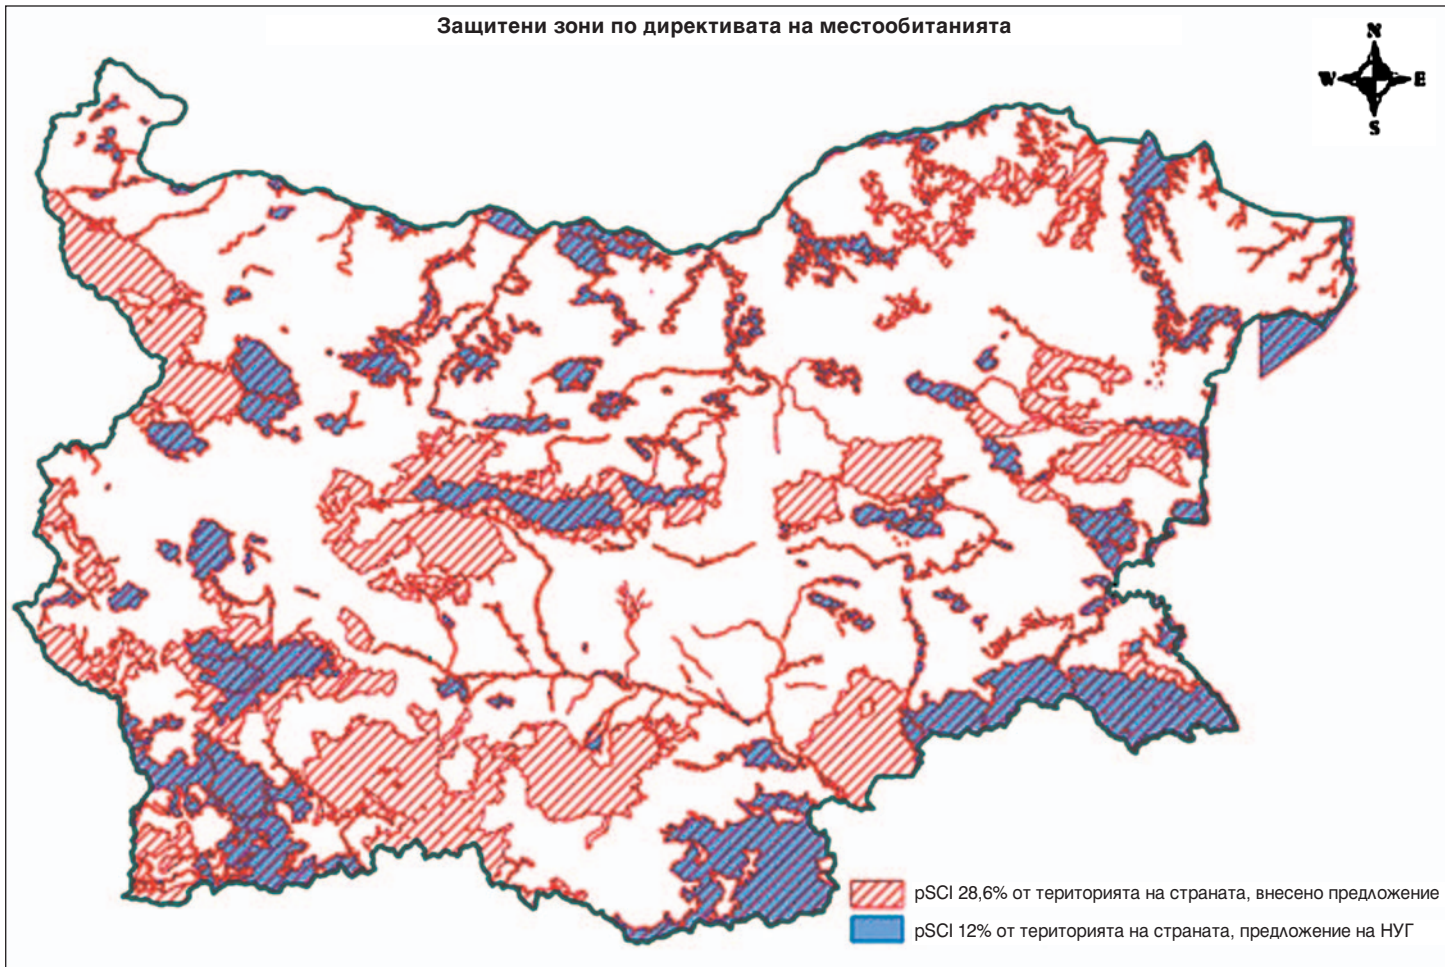 Защитени зони по директивата на местообитанията
N
W E
S
pSCI 28,6% от територията на страната, внесено предложение
pSCI 12% от територията на страната, предложение на НУГ